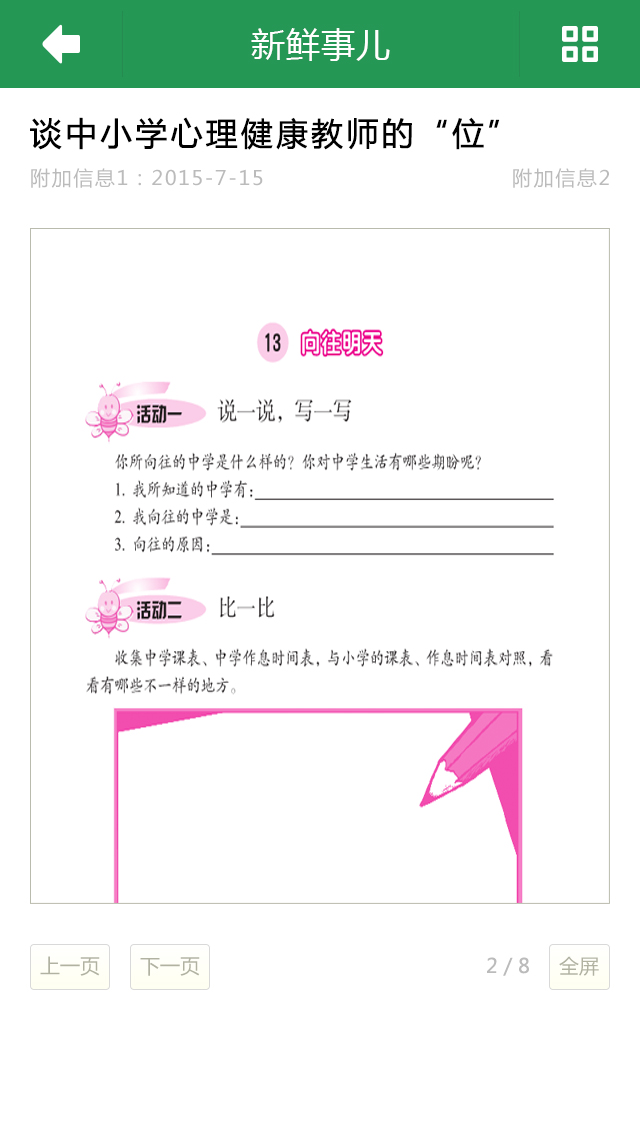 新鲜事儿
谈中小学心理健康教师的“位”
附加信息1：2015-7-15 附加信息2
13 向往明天
活动一 说一说，写一写
你所向往的中学是什么样的？你对中学生活有哪些期盼呢？
1. 我所知道的中学有：
2. 我向往的中学是：
3. 向往的原因：
活动二 比一比
收集中学课表、中学作息时间表，与小学的课表、作息时间表对照，看
看有哪些不一样的地方。
上一页 下一页 2 / 8 全屏